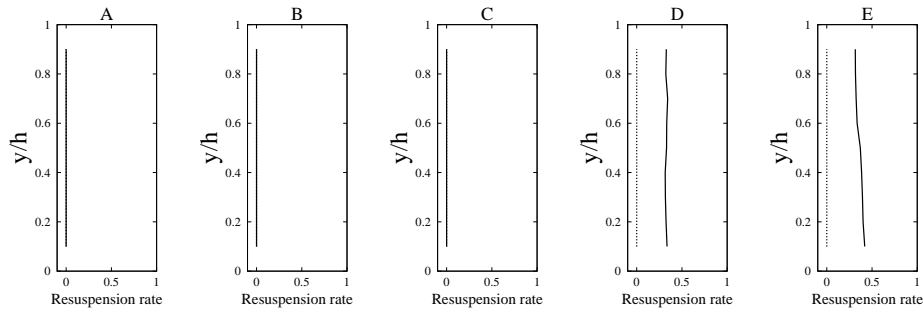 A B C D E
1 1 1 1 1
0.8 0.8 0.8 0.8 0.8
0.6 0.6 0.6 0.6 0.6
y/h y/h y/h y/h y/h
0.4 0.4 0.4 0.4 0.4
0.2 0.2 0.2 0.2 0.2
0 0 0 0 0
0 0.5 1 0 0.5 1 0 0.5 1 0 0.5 1 0 0.5 1
Resuspension rate Resuspension rate Resuspension rate Resuspension rate Resuspension rate